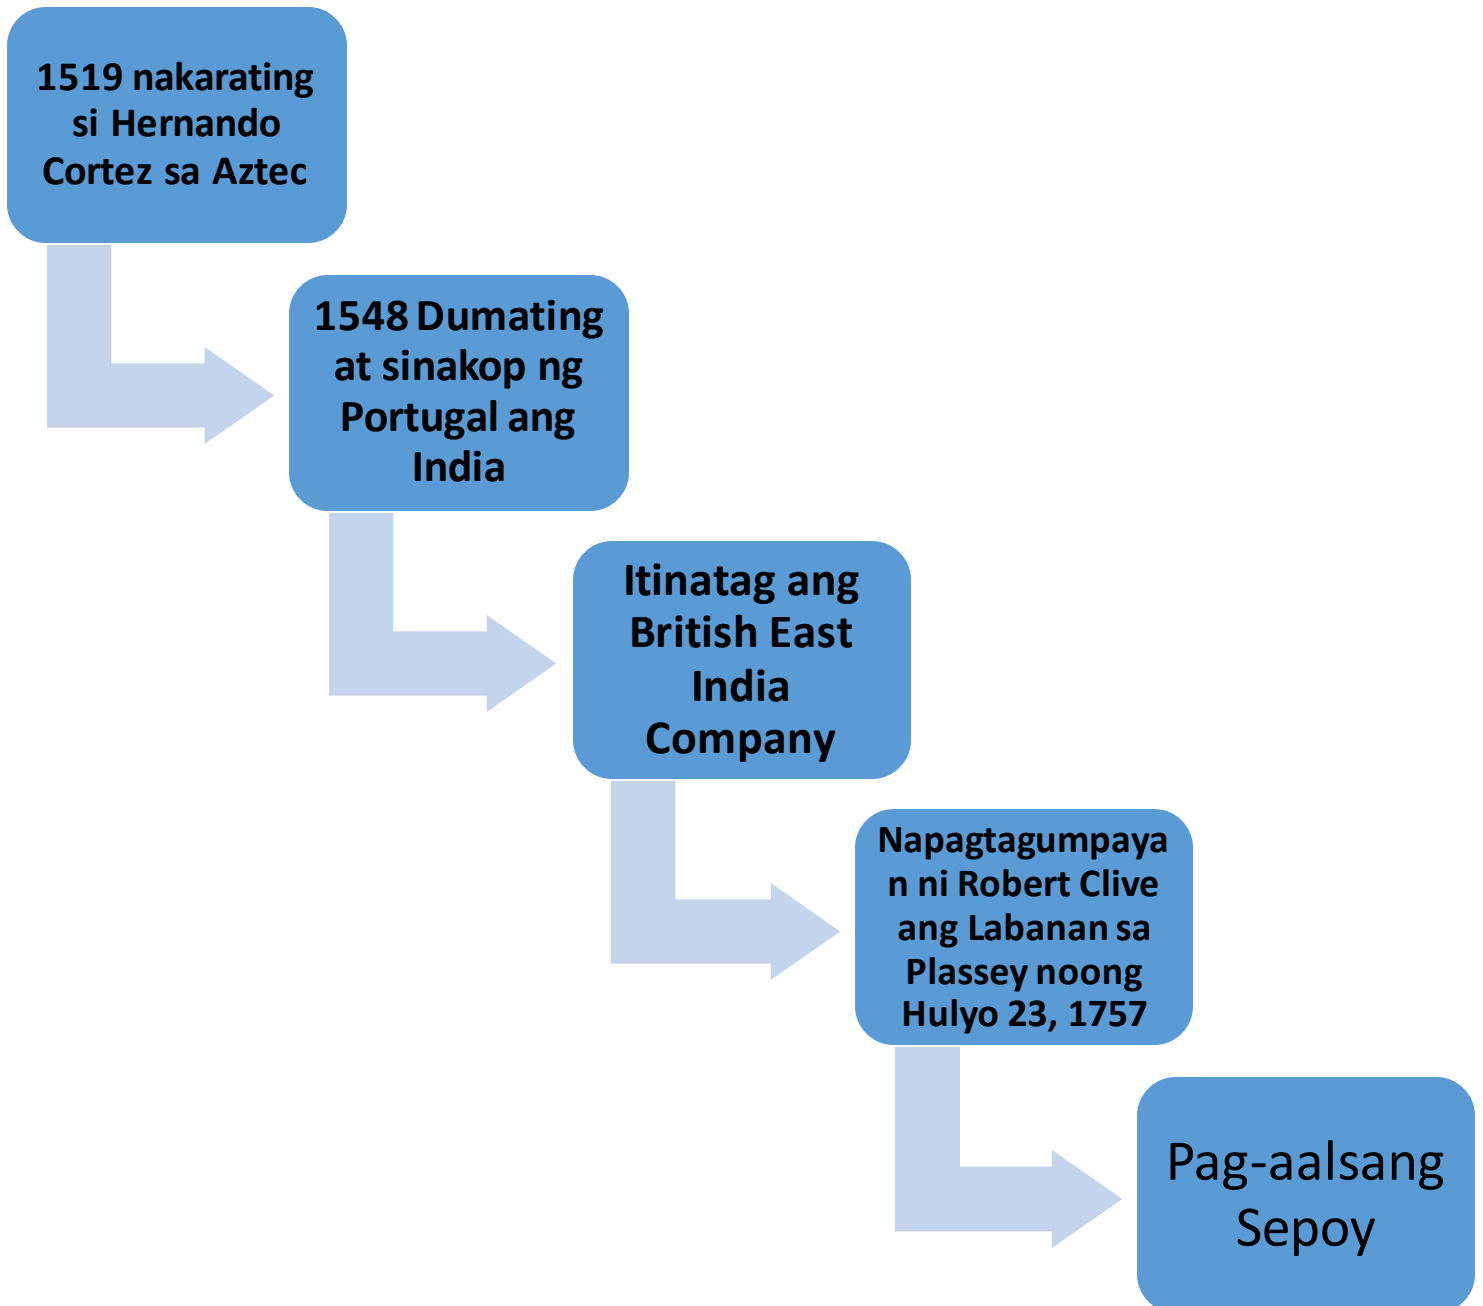 1519 nakarating
si Hernando
Cortez sa Aztec
1548 Dumating
at sinakop ng
Portugal ang
India
Itinatag ang
British East
India
Company
Napagtagumpaya
n ni Robert Clive
ang Labanan sa
Plassey noong
Hulyo 23, 1757
Pag-aalsang
Sepoy